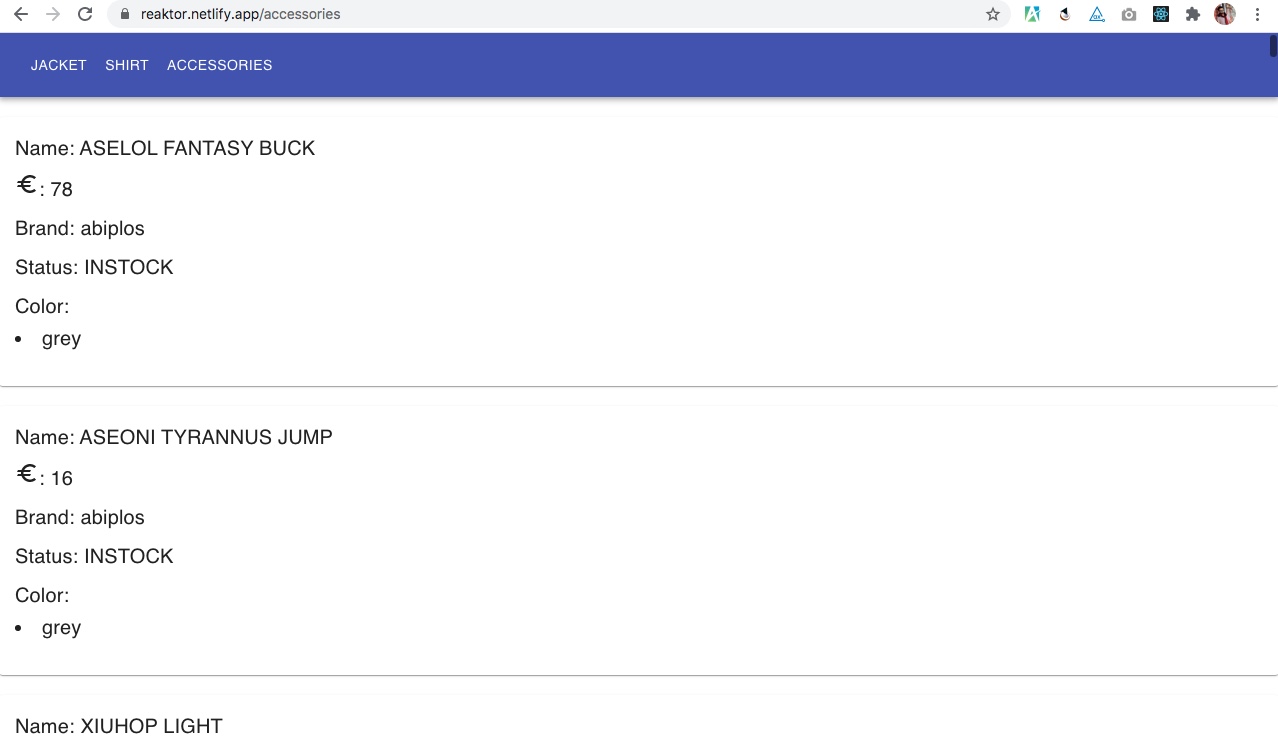 reaktor.netlify.app/accessories
JACKET SHIRT ACCESSORIES
Name: ASELOL FANTASY BUCK
€: 78
Brand: abiplos
Status: INSTOCK
Color:
• grey
Name: ASEONI TYRANNUS JUMP
€: 16
Brand: abiplos
Status: INSTOCK
Color:
• grey
Name: XIUHOP LIGHT